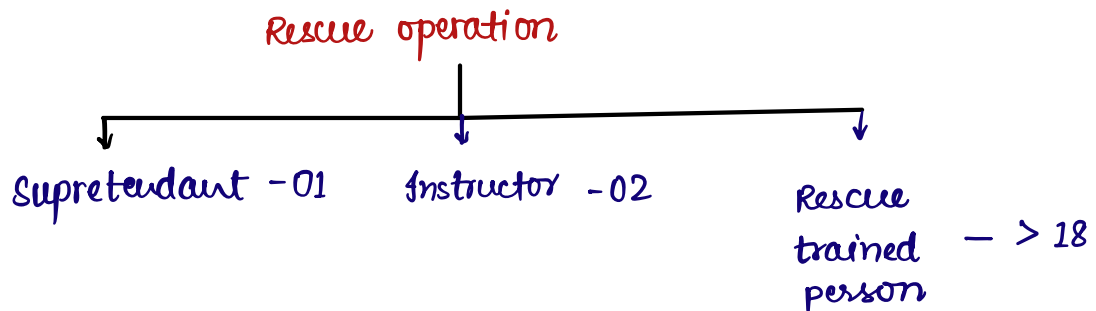 Rescue operation
Supretendant - 01
Instructor - 02
Rescue
trained
person
— > 18